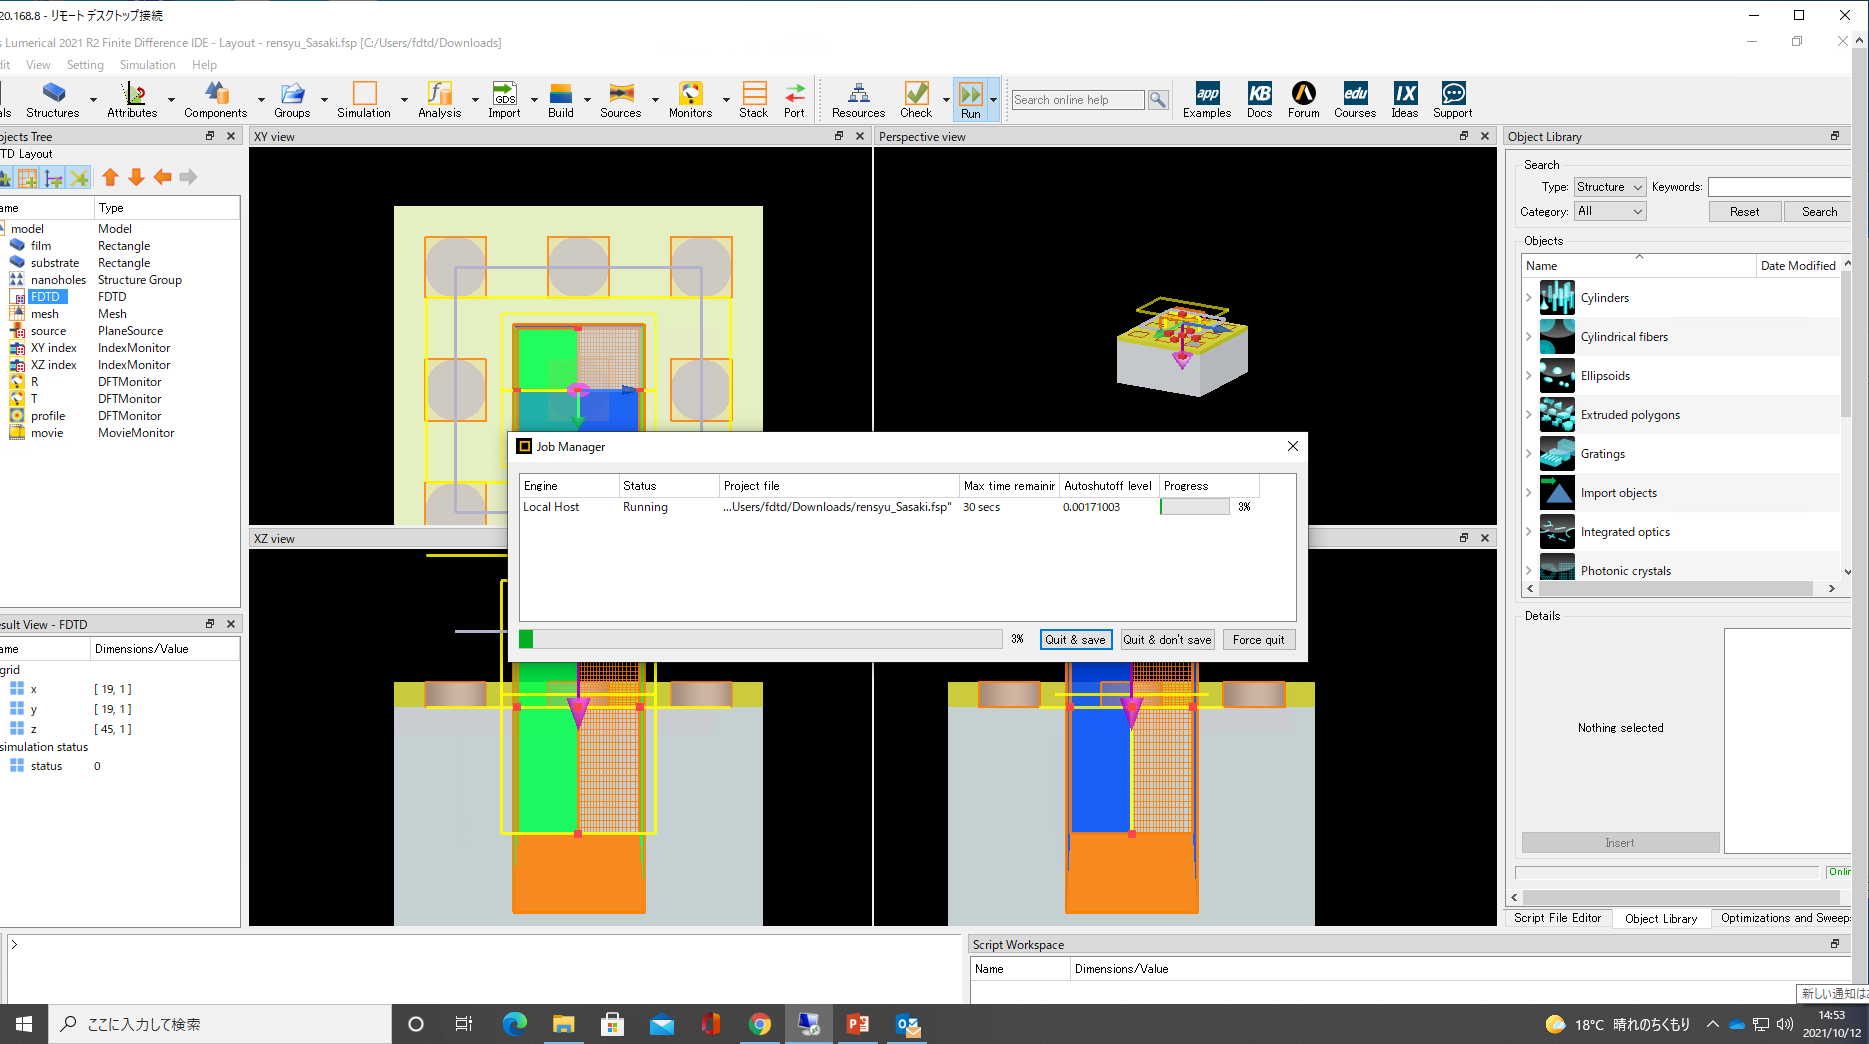 20.168.8 - リモート デスクトップ接続
s Lumerical 2021 R2 Finite Difference IDE - Layout - rensyu_Sasaki.fsp [C:/Users/fdtd/Downloads]
dit View Setting Simulation Help
als Structures Attributes Components Groups Simulation Analysis Import Build Sources Monitors Stack Port Resources Check Run Search online help Examples Docs Forum Courses Ideas Support
GDS
app KB edu IX
bjects Tree
TD Layout
ame Type
model Model
film Rectangle
substrate Rectangle
nanoholes Structure Group
FDTD FDTD
mesh Mesh
source PlaneSource
XY index IndexMonitor
XZ index IndexMonitor
R DFTMonitor
T DFTMonitor
profile DFTMonitor
movie MovieMonitor
esult View - FDTD
ame Dimensions/Value
grid
x [ 19, 1 ]
y [ 19, 1 ]
z [ 45, 1 ]
simulation status
status 0
>
XY view
Perspective view
XZ view
Job Manager
Engine Status Project file Max time remainir Autoshutoff level Progress
Local Host Running ...Users/fdtd/Downloads/rensyu_Sasaki.fsp" 30 secs 0.00171003 3%
3% Quit & save Quit & don't save Force quit
Object Library
Search
Type: Structure Keywords:
Category: All Reset Search
Objects
Name Date Modified
Cylinders
Cylindrical fibers
Ellipsoids
Extruded polygons
Gratings
Import objects
Integrated optics
Photonic crystals
Details
Nothing selected
Insert
Onlin
Script File Editor Object Library Optimizations and Sweeps
Script Workspace
Name Dimensions/Value
新しい通知は
ここに入力して検索
18°C 晴れのちくもり
14:53
2021/10/12